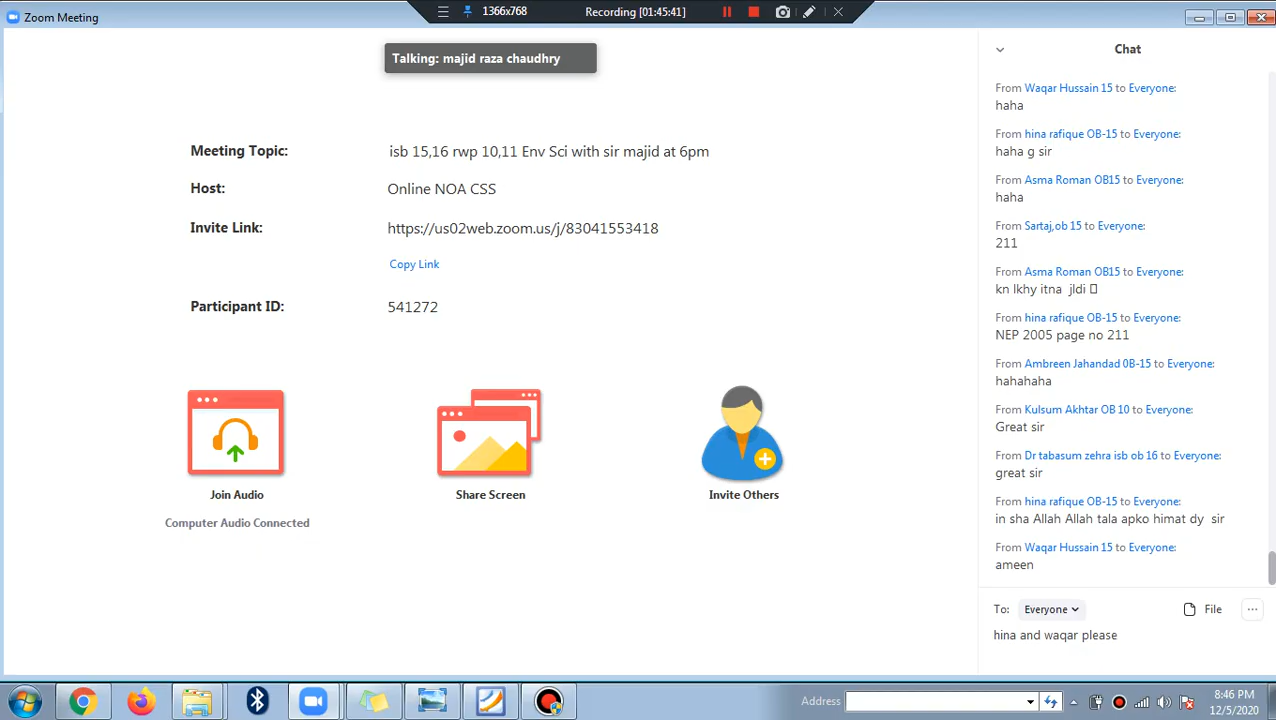 Zoom Meeting
1366x768
Recording [01:45:41]
Talking: majid raza chaudhry
Meeting Topic: isb 15,16 rwp 10,11 Env Sci with sir majid at 6pm
Host: Online NOA CSS
Invite Link: https://us02web.zoom.us/j/83041553418
Copy Link
Participant ID: 541272
Join Audio
Computer Audio Connected
Share Screen
Invite Others
Chat
From Waqar Hussain 15 to Everyone:
haha
From hina rafique OB-15 to Everyone:
haha g sir
From Asma Roman OB15 to Everyone:
haha
From Sartaj,ob 15 to Everyone:
211
From Asma Roman OB15 to Everyone:
kn lkhy itna jldi
From hina rafique OB-15 to Everyone:
NEP 2005 page no 211
From Ambreen Jahandad 0B-15 to Everyone:
hahahaha
From Kulsum Akhtar OB 10 to Everyone:
Great sir
From Dr tabasum zehra isb ob 16 to Everyone:
great sir
From hina rafique OB-15 to Everyone:
in sha Allah Allah tala apko himat dy sir
From Waqar Hussain 15 to Everyone:
ameen
To: Everyone
File
hina and waqar please
Address
8:46 PM
12/5/2020